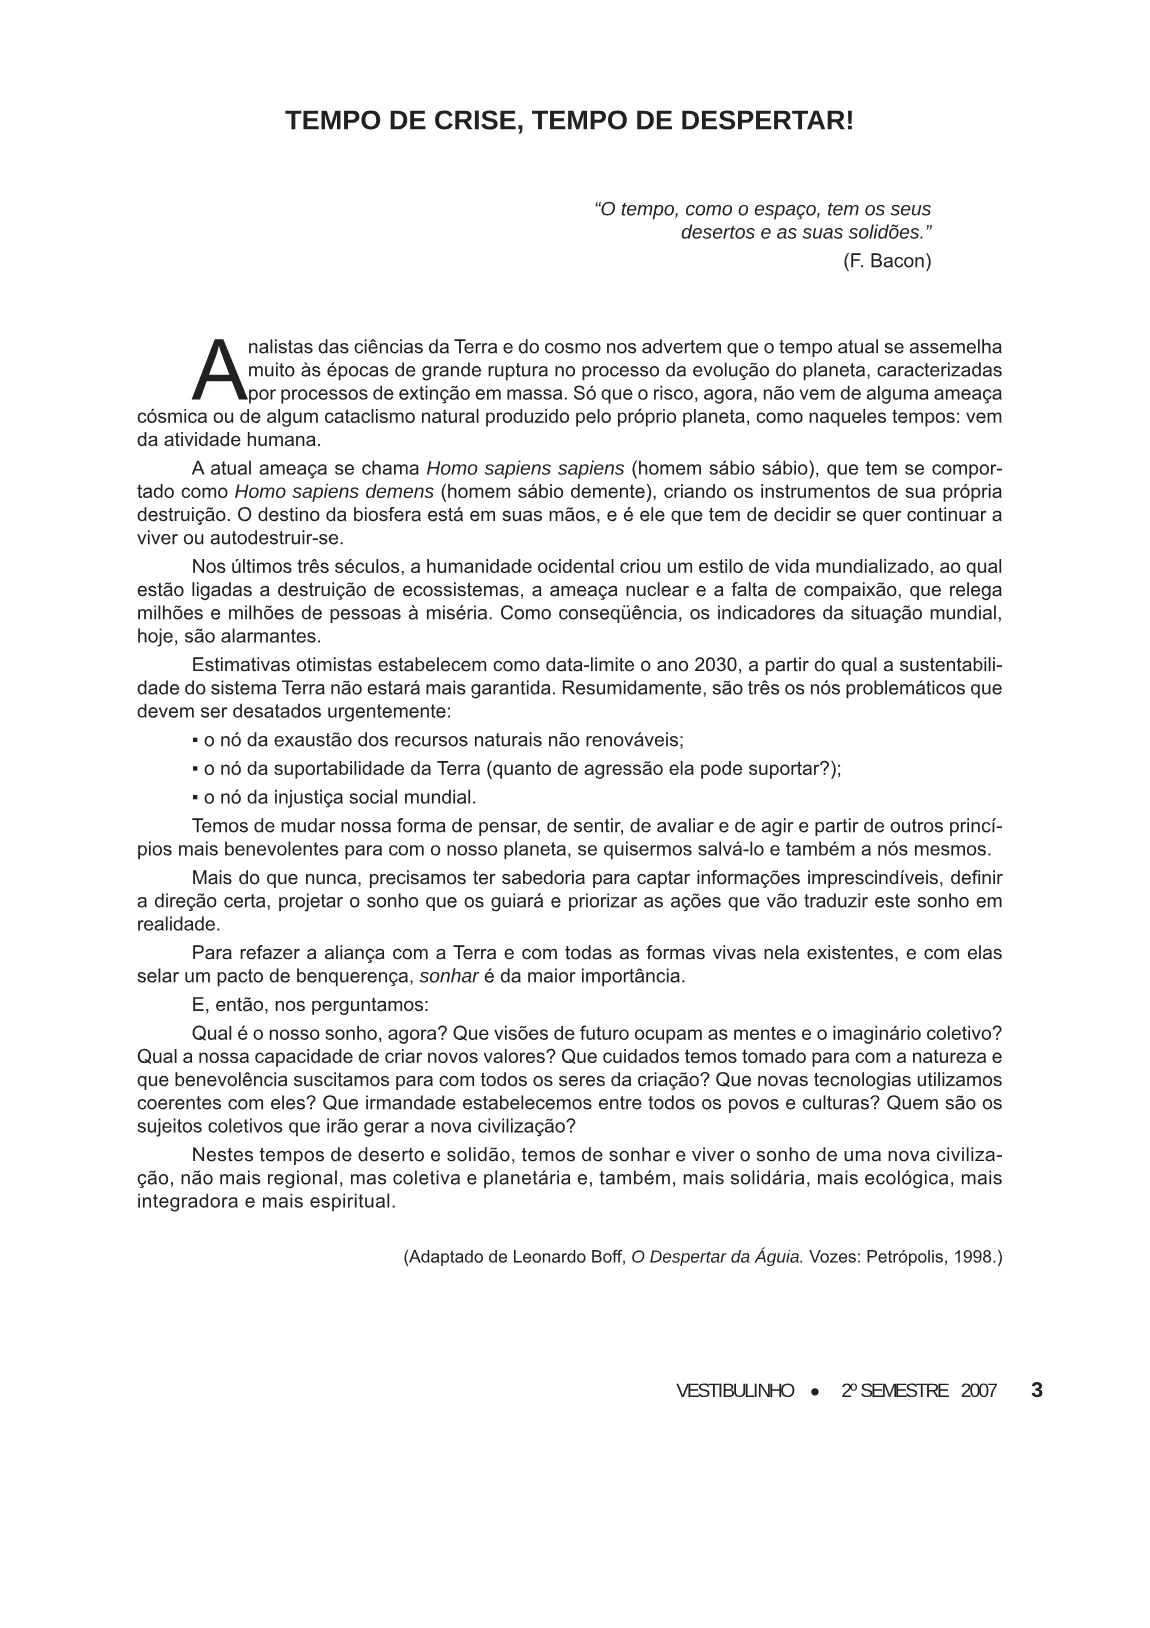 TEMPO DE CRISE, TEMPO DE DESPERTAR!
“O tempo, como o espaço, tem os seus
desertos e as suas solidões.”
(F. Bacon)
Analistas das ciências da Terra e do cosmo nos advertem que o tempo atual se assemelha
muito às épocas de grande ruptura no processo da evolução do planeta, caracterizadas
por processos de extinção em massa. Só que o risco, agora, não vem de alguma ameaça
cósmica ou de algum cataclismo natural produzido pelo próprio planeta, como naqueles tempos: vem
da atividade humana.
A atual ameaça se chama Homo sapiens sapiens (homem sábio sábio), que tem se compor-
tado como Homo sapiens demens (homem sábio demente), criando os instrumentos de sua própria
destruição. O destino da biosfera está em suas mãos, e é ele que tem de decidir se quer continuar a
viver ou autodestruir-se.
Nos últimos três séculos, a humanidade ocidental criou um estilo de vida mundializado, ao qual
estão ligadas a destruição de ecossistemas, a ameaça nuclear e a falta de compaixão, que relega
milhões e milhões de pessoas à miséria. Como conseqüência, os indicadores da situação mundial,
hoje, são alarmantes.
Estimativas otimistas estabelecem como data-limite o ano 2030, a partir do qual a sustentabili-
dade do sistema Terra não estará mais garantida. Resumidamente, são três os nós problemáticos que
devem ser desatados urgentemente:
▪ o nó da exaustão dos recursos naturais não renováveis;
▪ o nó da suportabilidade da Terra (quanto de agressão ela pode suportar?);
▪ o nó da injustiça social mundial.
Temos de mudar nossa forma de pensar, de sentir, de avaliar e de agir e partir de outros princí-
pios mais benevolentes para com o nosso planeta, se quisermos salvá-lo e também a nós mesmos.
Mais do que nunca, precisamos ter sabedoria para captar informações imprescindíveis, definir
a direção certa, projetar o sonho que os guiará e priorizar as ações que vão traduzir este sonho em
realidade.
Para refazer a aliança com a Terra e com todas as formas vivas nela existentes, e com elas
selar um pacto de benquerença, sonhar é da maior importância.
E, então, nos perguntamos:
Qual é o nosso sonho, agora? Que visões de futuro ocupam as mentes e o imaginário coletivo?
Qual a nossa capacidade de criar novos valores? Que cuidados temos tomado para com a natureza e
que benevolência suscitamos para com todos os seres da criação? Que novas tecnologias utilizamos
coerentes com eles? Que irmandade estabelecemos entre todos os povos e culturas? Quem são os
sujeitos coletivos que irão gerar a nova civilização?
Nestes tempos de deserto e solidão, temos de sonhar e viver o sonho de uma nova civiliza-
ção, não mais regional, mas coletiva e planetária e, também, mais solidária, mais ecológica, mais
integradora e mais espiritual.
(Adaptado de Leonardo Boff, O Despertar da Águia. Vozes: Petrópolis, 1998.)
VESTIBULINHO • 2º SEMESTRE 2007 3